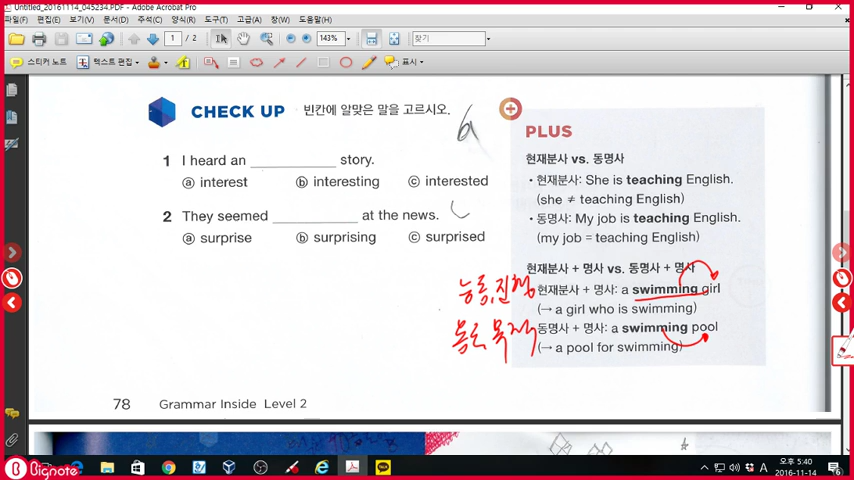 Untitled_20161114_045234.PDF - Adobe Acrobat Pro
파일(F) 편집(E) 보기(V) 문서(D) 주석(C) 양식(R) 도구(T) 고급(A) 창(W) 도움말(H)
1 / 2 143% 찾기
스티커 노트 텍스트 편집 표시
CHECK UP 빈칸에 알맞은 말을 고르시오.
1 I heard an ____________ story.
ⓐ interest ⓑ interesting ⓒ interested
2 They seemed ____________ at the news.
ⓐ surprise ⓑ surprising ⓒ surprised
PLUS
현재분사 vs. 동명사
• 현재분사: She is teaching English.
(she ≠ teaching English)
• 동명사: My job is teaching English.
(my job = teaching English)
현재분사 + 명사 vs. 동명사 + 명사
능동, 진행
현재분사 + 명사: a swimming girl
(→ a girl who is swimming)
용도 목적
동명사 + 명사: a swimming pool
(→ a pool for swimming)
78 Grammar Inside Level 2
Bignote
A 오후 5:40
2016-11-14